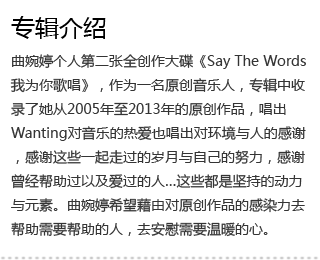 专辑介绍
曲婉婷个人第二张全创作大碟《Say The Words
我为你歌唱》，作为一名原创音乐人，专辑中收
录了她从2005年至2013年的原创作品，唱出
Wanting对音乐的热爱也唱出对环境与人的感谢
，感谢这些一起走过的岁月与自己的努力，感谢
曾经帮助过以及爱过的人...这些都是坚持的动力
与元素。曲婉婷希望藉由对原创作品的感染力去
帮助需要帮助的人，去安慰需要温暖的心。